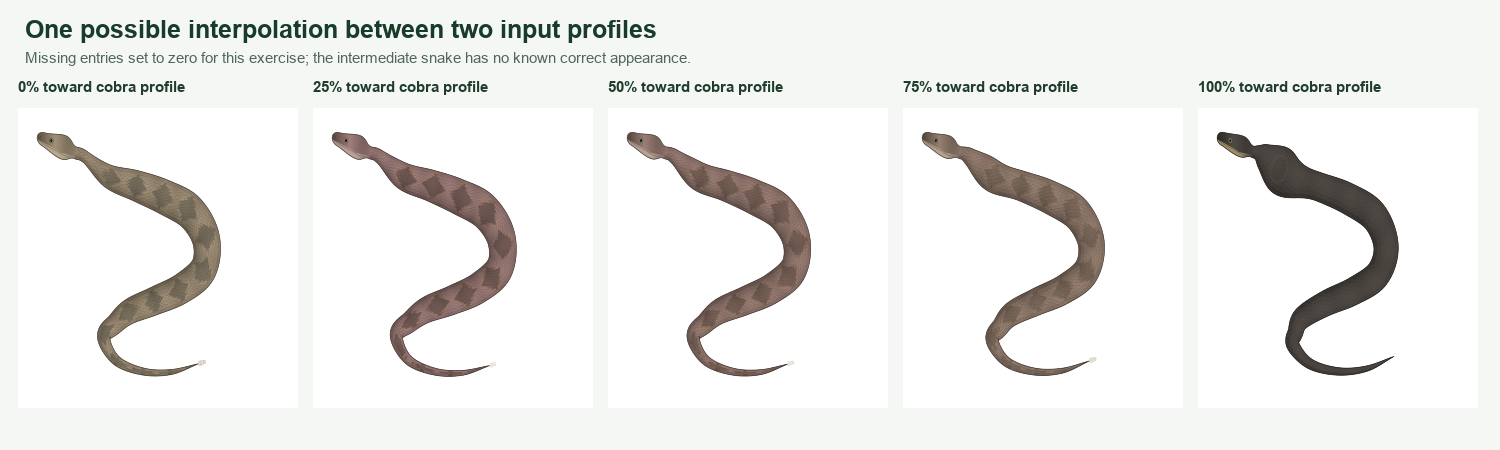 One possible interpolation between two input profiles
Missing entries set to zero for this exercise; the intermediate snake has no known correct appearance.
0% toward cobra profile
25% toward cobra profile
50% toward cobra profile
75% toward cobra profile
100% toward cobra profile